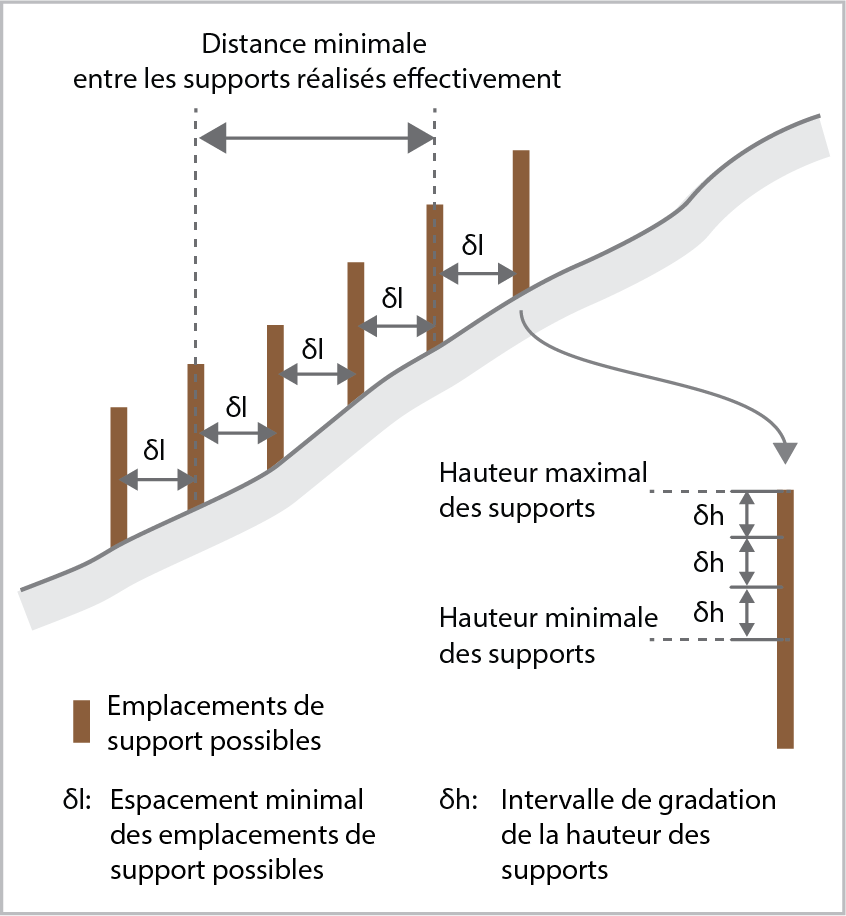 Distance minimale
entre les supports réalisés effectivement
δl
δl
δl
δl
δl
Hauteur maximal
des supports
δh
δh
δh
Hauteur minimale
des supports
Emplacements de
support possibles
δl: Espacement minimal
des emplacements de
support possibles
δh: Intervalle de gradation
de la hauteur des
supports